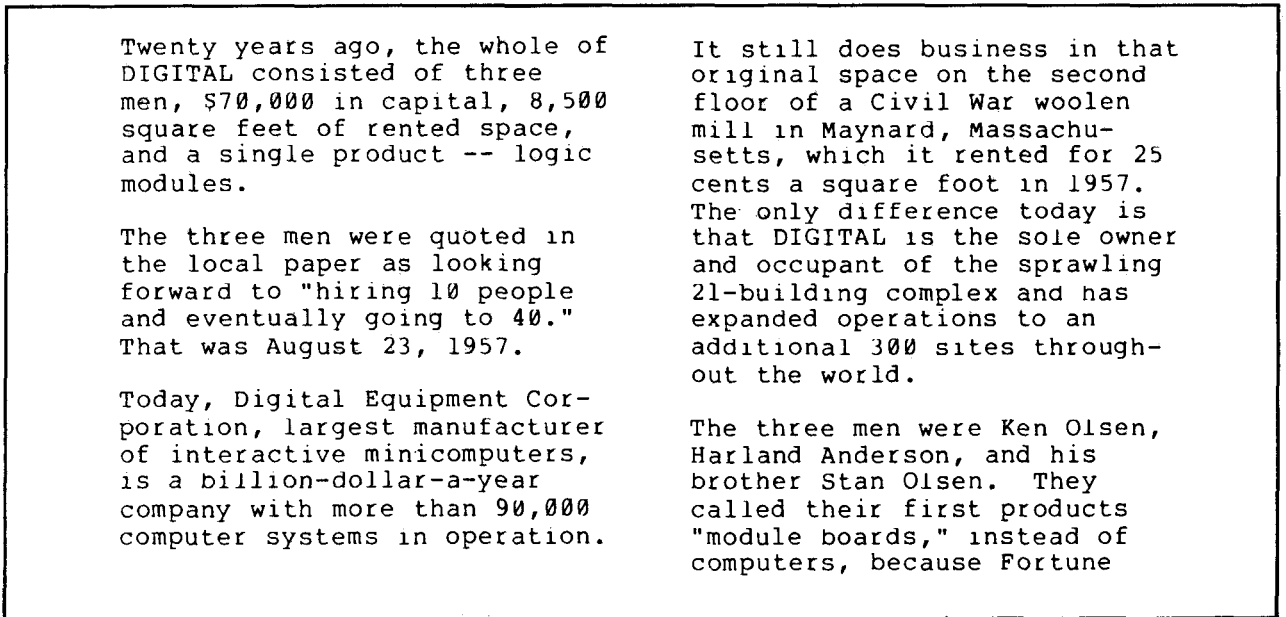 Twenty years ago, the whole of
DIGITAL consisted of three
men, $70,000 in capital, 8,500
square feet of rented space,
and a single product -- logic
modules.
The three men were quoted in
the local paper as looking
forward to "hiring 10 people
and eventually going to 40."
That was August 23, 1957.
Today, Digital Equipment Cor-
poration, largest manufacturer
of interactive minicomputers,
is a billion-dollar-a-year
company with more than 90,000
computer systems in operation.
It still does business in that
original space on the second
floor of a Civil War woolen
mill in Maynard, Massachu-
setts, which it rented for 25
cents a square foot in 1957.
The only difference today is
that DIGITAL is the sole owner
and occupant of the sprawling
21-building complex and has
expanded operations to an
additional 300 sites through-
out the world.
The three men were Ken Olsen,
Harland Anderson, and his
brother Stan Olsen.  They
called their first products
"module boards," instead of
computers, because Fortune